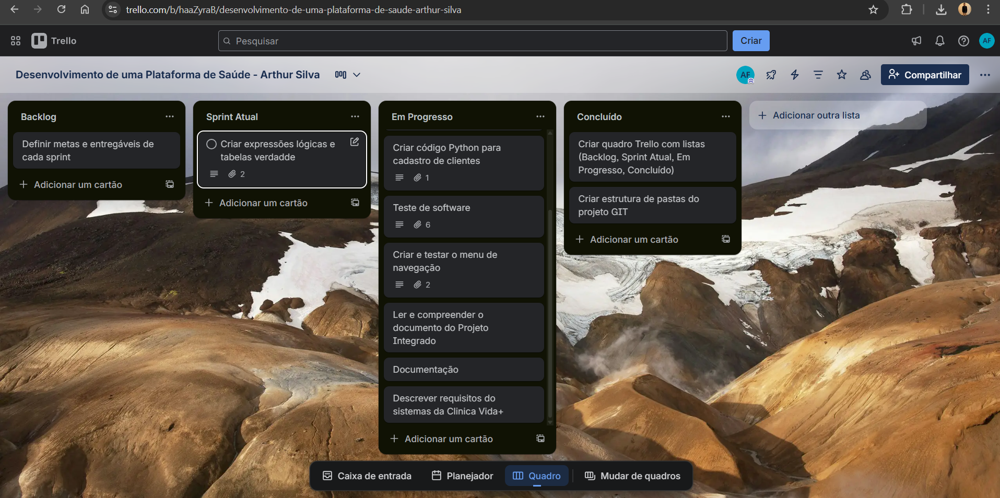 trello.com/b/haaZyraB/desenvolvimento-de-uma-plataforma-de-saude-arthur-silva
Trello
Pesquisar
Criar
AF
Desenvolvimento de uma Plataforma de Saúde - Arthur Silva
AF
Compartilhar
Backlog
Definir metas e entregáveis de
cada sprint
Adicionar um cartão
Sprint Atual
Criar expressões lógicas e
tabelas verdadde
2
Adicionar um cartão
Em Progresso
Criar código Python para
cadastro de clientes
1
Teste de software
6
Criar e testar o menu de
navegação
2
Ler e compreender o
documento do Projeto
Integrado
Documentação
Descrever requisitos do
sistemas da Clinica Vida+
Adicionar um cartão
Concluído
Criar quadro Trello com listas
(Backlog, Sprint Atual, Em
Progresso, Concluído)
Criar estrutura de pastas do
projeto GIT
Adicionar um cartão
Adicionar outra lista
Caixa de entrada
Planejador
Quadro
Mudar de quadros